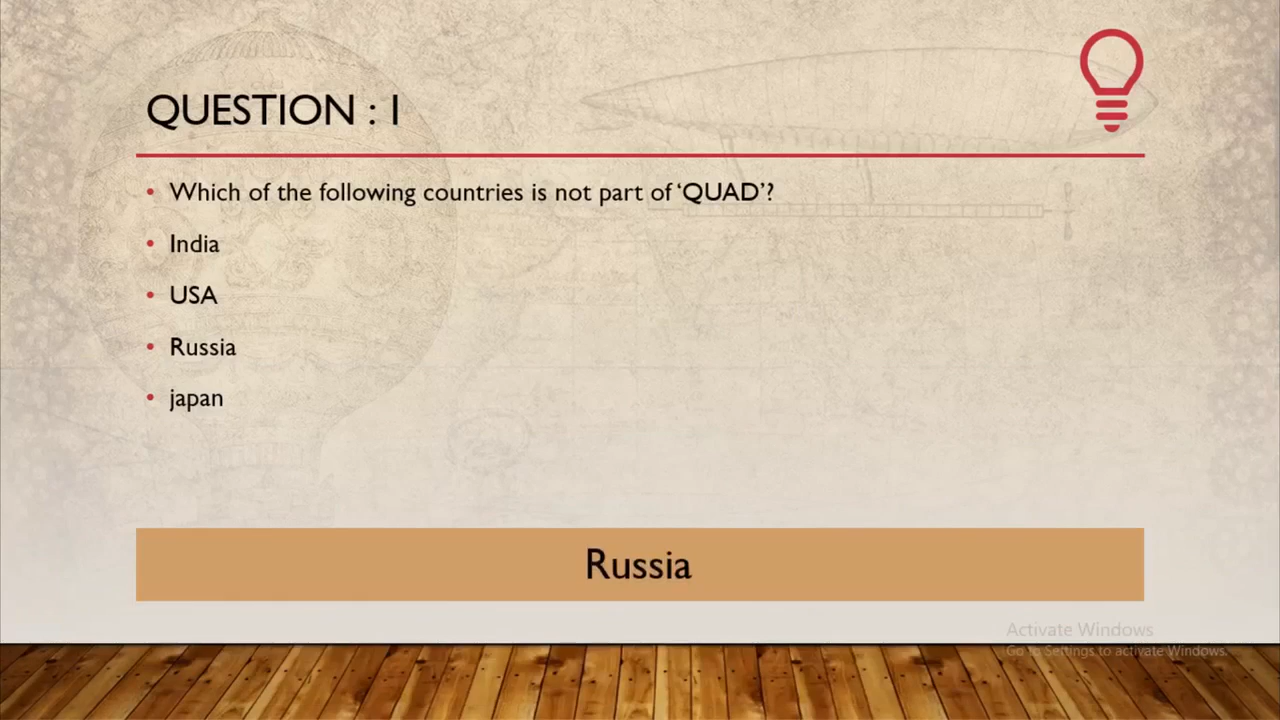 QUESTION : 1
• Which of the following countries is not part of ‘QUAD’?
• India
• USA
• Russia
• japan
Russia
Activate Windows
Go to Settings to activate Windows.